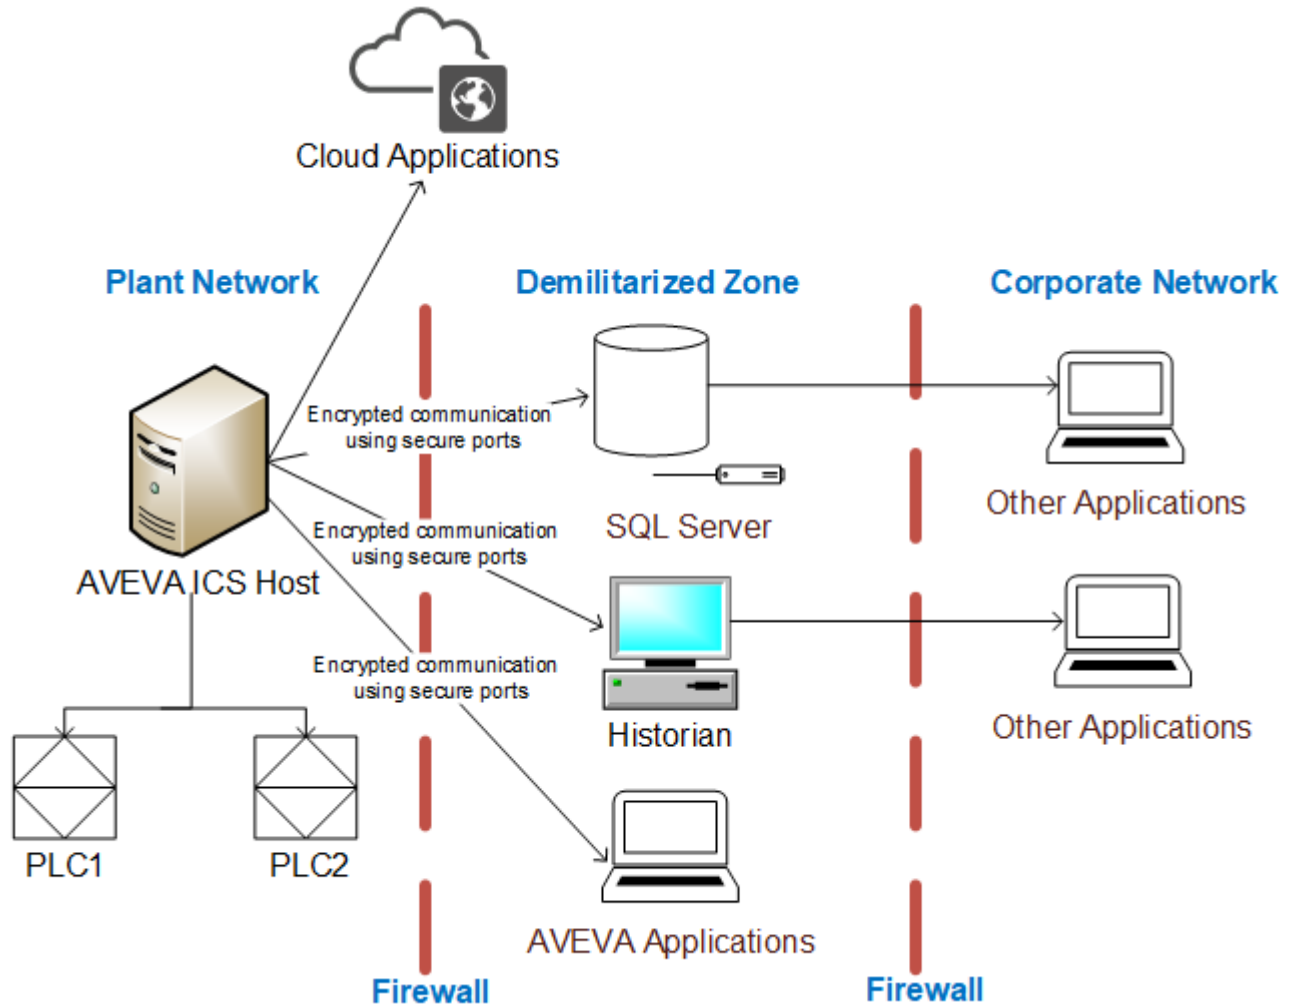 Cloud Applications
Plant Network
Demilitarized Zone
Corporate Network
Encrypted communication
using secure ports
SQL Server
Other Applications
Encrypted communication
using secure ports
AVEVA ICS Host
Encrypted communication
using secure ports
Historian
Other Applications
PLC1
PLC2
AVEVA Applications
Firewall
Firewall